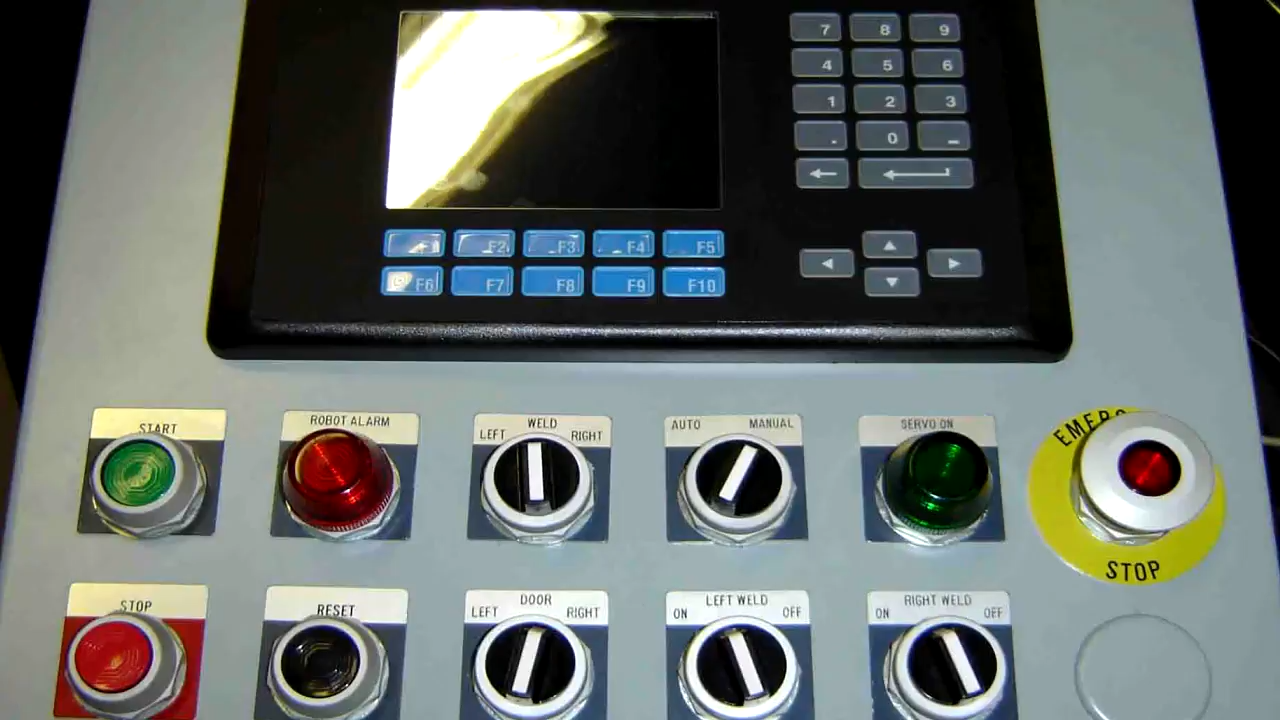 7 8 9
4 5 6
1 2 3
. 0 –
F1 F2 F3 F4 F5
F6 F7 F8 F9 F10
START
ROBOT ALARM
WELD
LEFT RIGHT
AUTO MANUAL
SERVO ON
STOP
STOP
RESET
DOOR
LEFT RIGHT
LEFT WELD
ON OFF
RIGHT WELD
ON OFF